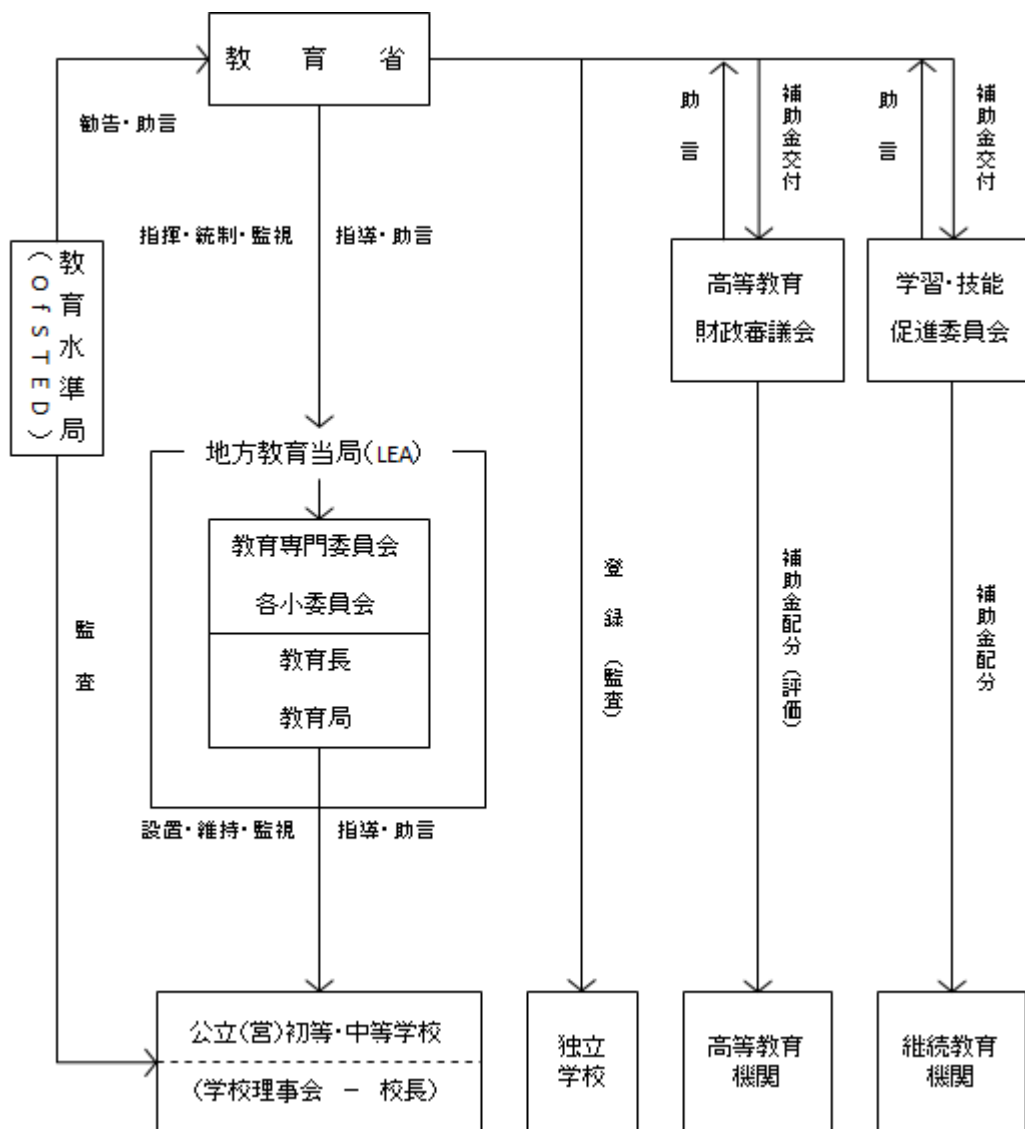 教育省
勧告・助言
助言
補助金交付
助言
補助金交付
指揮・統制・監視
指導・助言
教育水準局
(OfSTED)
高等教育
財政審議会
学習・技能
促進委員会
地方教育当局(LEA)
教育専門委員会
各小委員会
教育長
教育局
監査
登録(監査)
補助金配分(評価)
補助金配分
設置・維持・監視
指導・助言
公立(営)初等・中等学校
(学校理事会 － 校長)
独立
学校
高等教育
機関
継続教育
機関